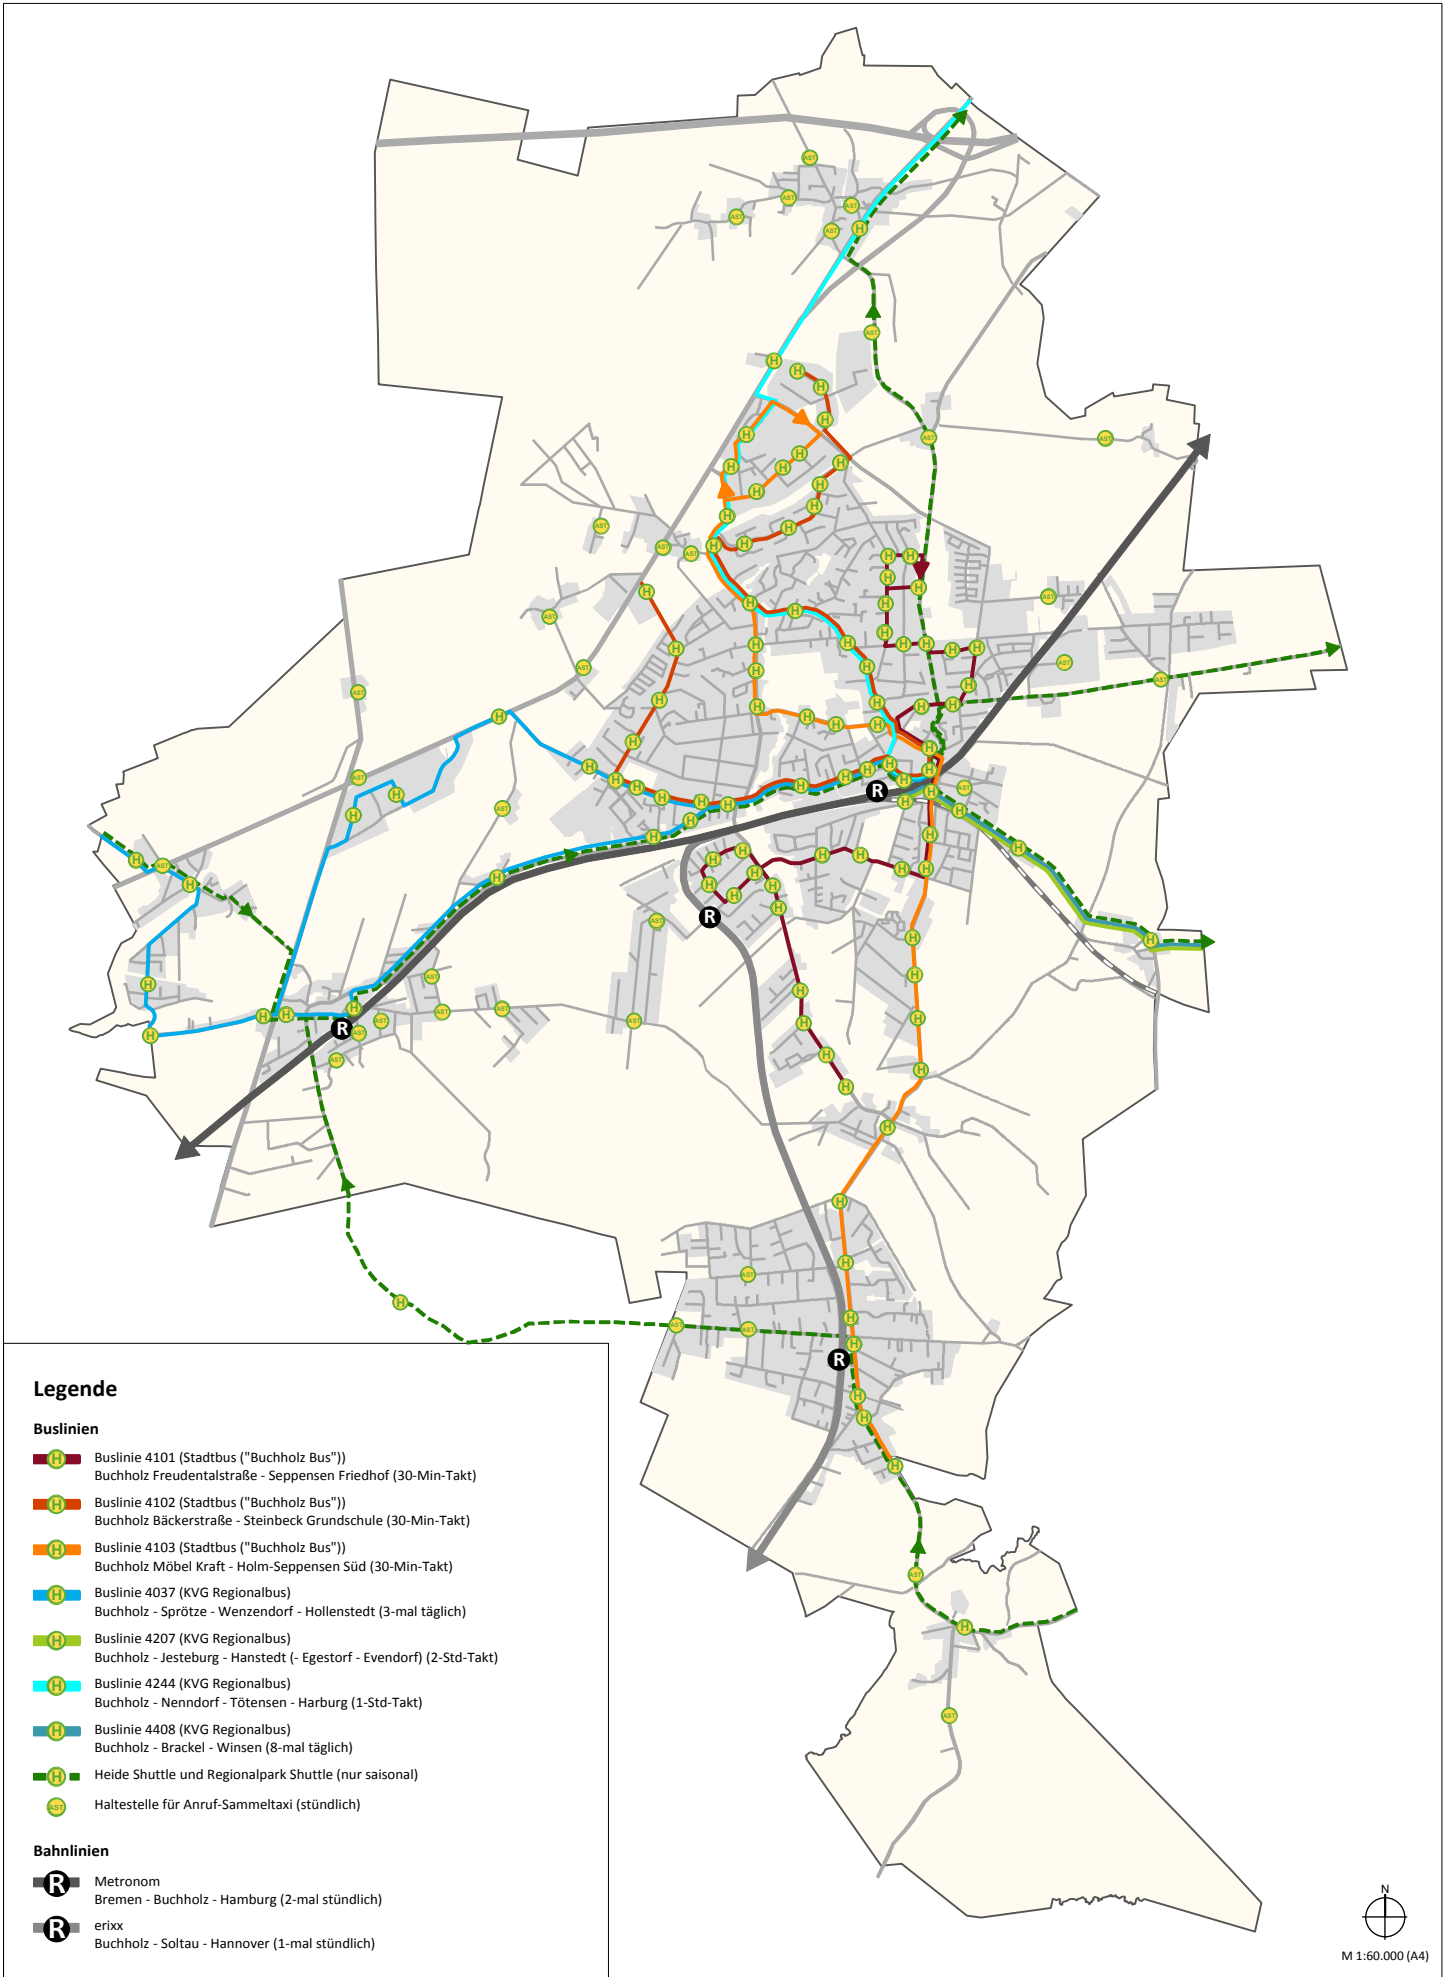 Legende
Buslinien
H Buslinie 4101 (Stadtbus ("Buchholz Bus"))
Buchholz Freudentalstraße - Seppensen Friedhof (30-Min-Takt)
H Buslinie 4102 (Stadtbus ("Buchholz Bus"))
Buchholz Bäckerstraße - Steinbeck Grundschule (30-Min-Takt)
H Buslinie 4103 (Stadtbus ("Buchholz Bus"))
Buchholz Möbel Kraft - Holm-Seppensen Süd (30-Min-Takt)
H Buslinie 4037 (KVG Regionalbus)
Buchholz - Sprötze - Wenzendorf - Hollenstedt (3-mal täglich)
H Buslinie 4207 (KVG Regionalbus)
Buchholz - Jesteburg - Hanstedt (- Egestorf - Evendorf) (2-Std-Takt)
H Buslinie 4244 (KVG Regionalbus)
Buchholz - Nenndorf - Tötensen - Harburg (1-Std-Takt)
H Buslinie 4408 (KVG Regionalbus)
Buchholz - Brackel - Winsen (8-mal täglich)
H Heide Shuttle und Regionalpark Shuttle (nur saisonal)
AST Haltestelle für Anruf-Sammeltaxi (stündlich)
Bahnlinien
R Metronom
Bremen - Buchholz - Hamburg (2-mal stündlich)
R erixx
Buchholz - Soltau - Hannover (1-mal stündlich)
N
M 1:60.000 (A4)